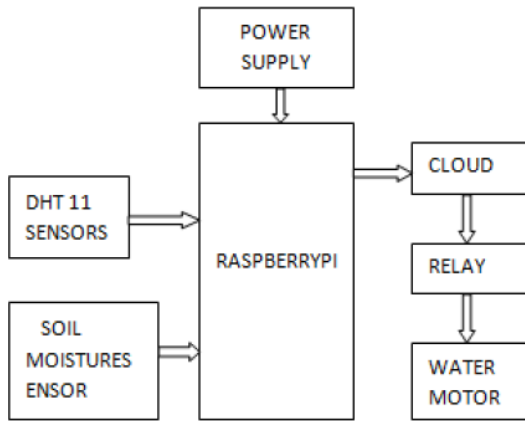 POWER
SUPPLY
DHT 11
SENSORS
SOIL
MOISTURES
ENSOR
RASPBERRYPI
CLOUD
RELAY
WATER
MOTOR